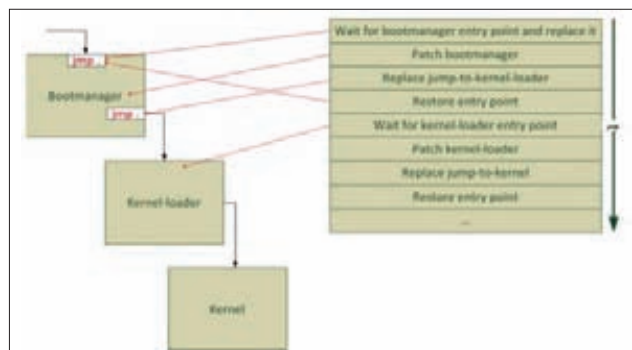 jmp ..
Bootmanager
jmp ..
Kernel-loader
Kernel
Wait for bootmanager entry point and replace it
Patch bootmanager
Replace jump-to-kernel-loader
Restore entry point
Wait for kernel-loader entry point
Patch kernel-loader
Replace jump-to-kernel
Restore entry point
...